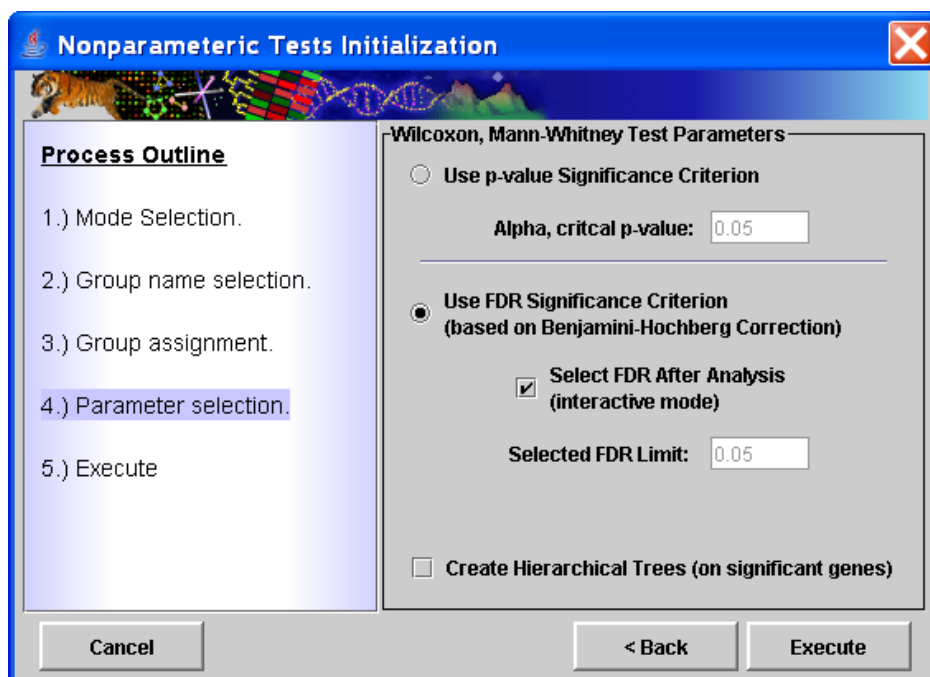 Nonparameteric Tests Initialization
Process Outline
1.) Mode Selection.
2.) Group name selection.
3.) Group assignment.
4.) Parameter selection.
5.) Execute
Wilcoxon, Mann-Whitney Test Parameters
Use p-value Significance Criterion
Alpha, critcal p-value: 0.05
Use FDR Significance Criterion
(based on Benjamini-Hochberg Correction)
Select FDR After Analysis
(interactive mode)
Selected FDR Limit: 0.05
Create Hierarchical Trees (on significant genes)
Cancel
< Back
Execute